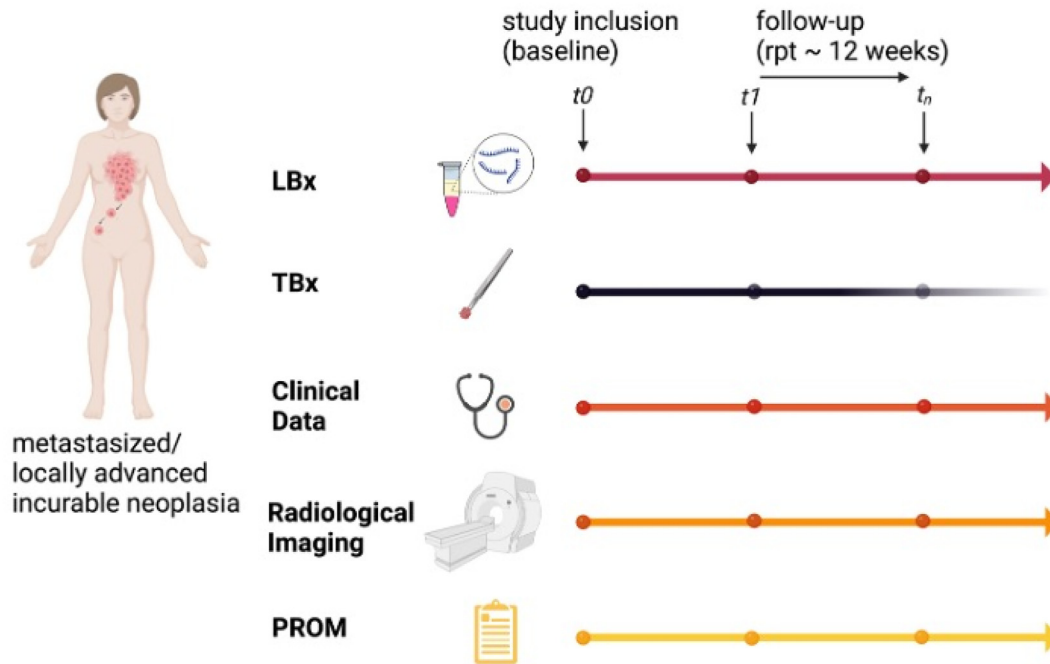 study inclusion
(baseline)
follow-up
(rpt ~ 12 weeks)
t0
t1
tn
LBx
TBx
Clinical
Data
metastasized/
locally advanced
incurable neoplasia
Radiological
Imaging
PROM